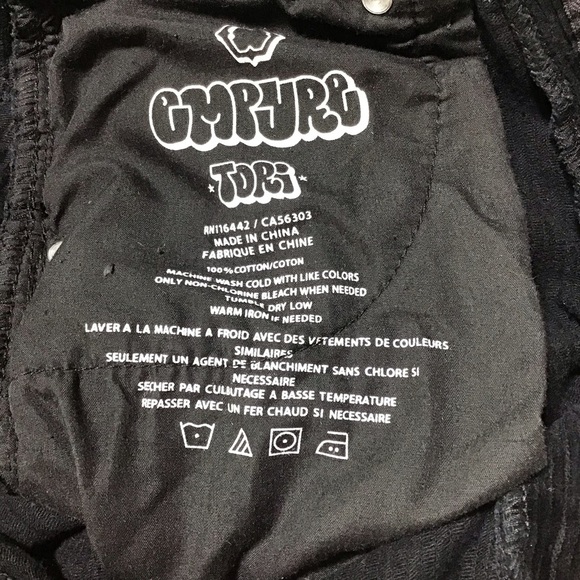 EMPYRE
TORI
RN116442 / CA56303
MADE IN CHINA
FABRIQUE EN CHINE
100% COTTON/COTON
MACHINE WASH COLD WITH LIKE COLORS
ONLY NON-CHLORINE BLEACH WHEN NEEDED
TUMBLE DRY LOW
WARM IRON IF NEEDED
LAVER A LA MACHINE A FROID AVEC DES VETEMENTS DE COULEURS
SIMILAIRES
SEULEMENT UN AGENT DE BLANCHIMENT SANS CHLORE SI
NECESSAIRE
SECHER PAR CULBUTAGE A BASSE TEMPERATURE
REPASSER AVEC UN FER CHAUD SI NECESSAIRE